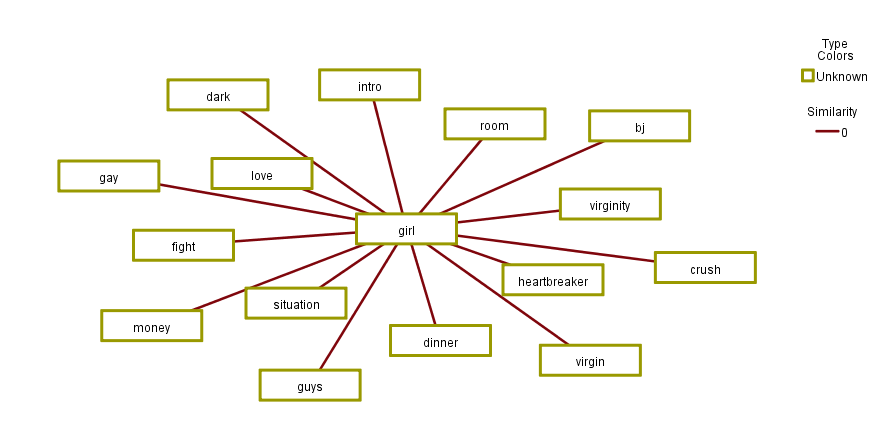 Type
Colors
Unknown
Similarity
0
intro
dark
room
bj
love
gay
virginity
girl
fight
crush
heartbreaker
situation
money
dinner
virgin
guys